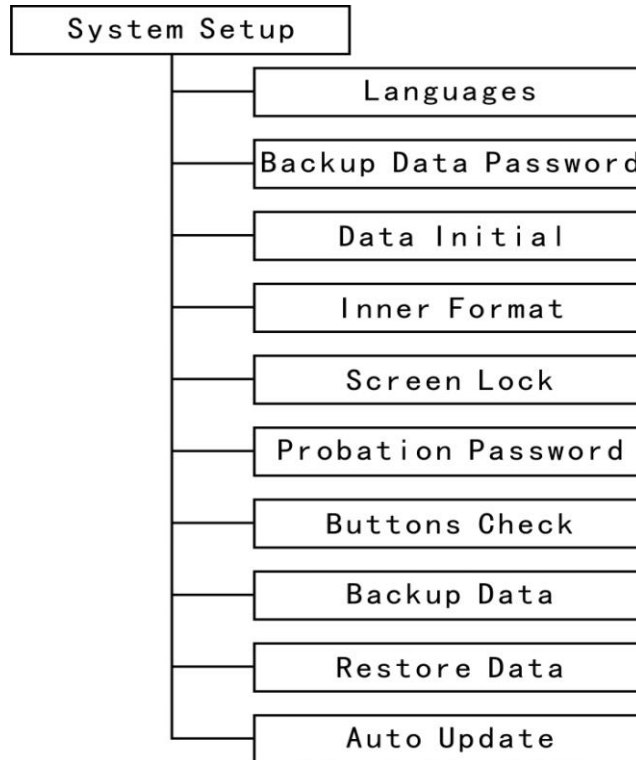 System Setup
Languages
Backup Data Password
Data Initial
Inner Format
Screen Lock
Probation Password
Buttons Check
Backup Data
Restore Data
Auto Update